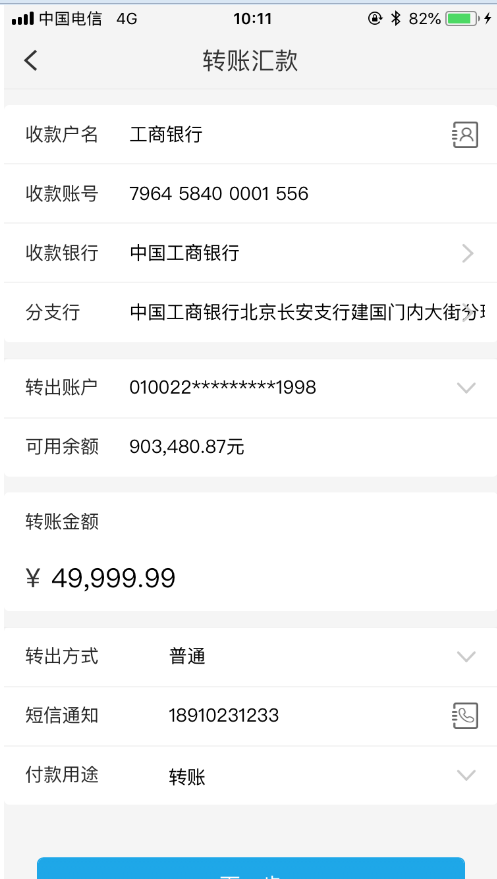 中国电信 4G 10:11 82%
转账汇款
收款户名 工商银行
收款账号 7964 5840 0001 556
收款银行 中国工商银行
分支行 中国工商银行北京长安支行建国门内大街分
转出账户 010022*********1998
可用余额 903,480.87元
转账金额
¥ 49,999.99
转出方式 普通
短信通知 18910231233
付款用途 转账